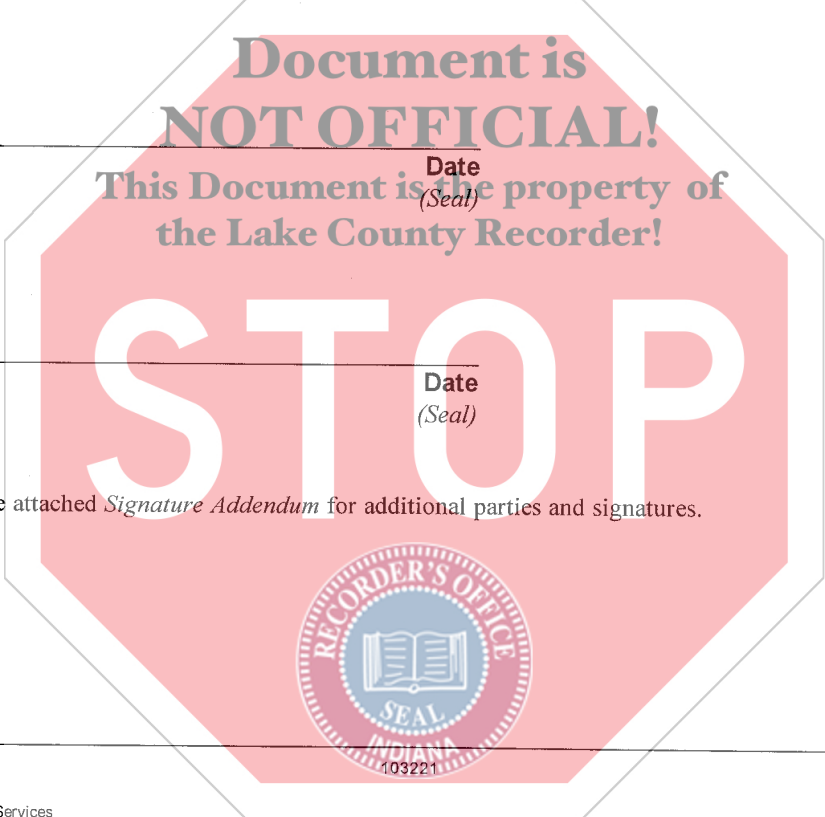 Document is
NOT OFFICIAL!
Date
This Document is the property of
(Seal)
the Lake County Recorder!
STOP
Date
(Seal)
attached Signature Addendum for additional parties and signatures.
RECORDER'S OFFICE
SEAL
INDIANA
103221
Services